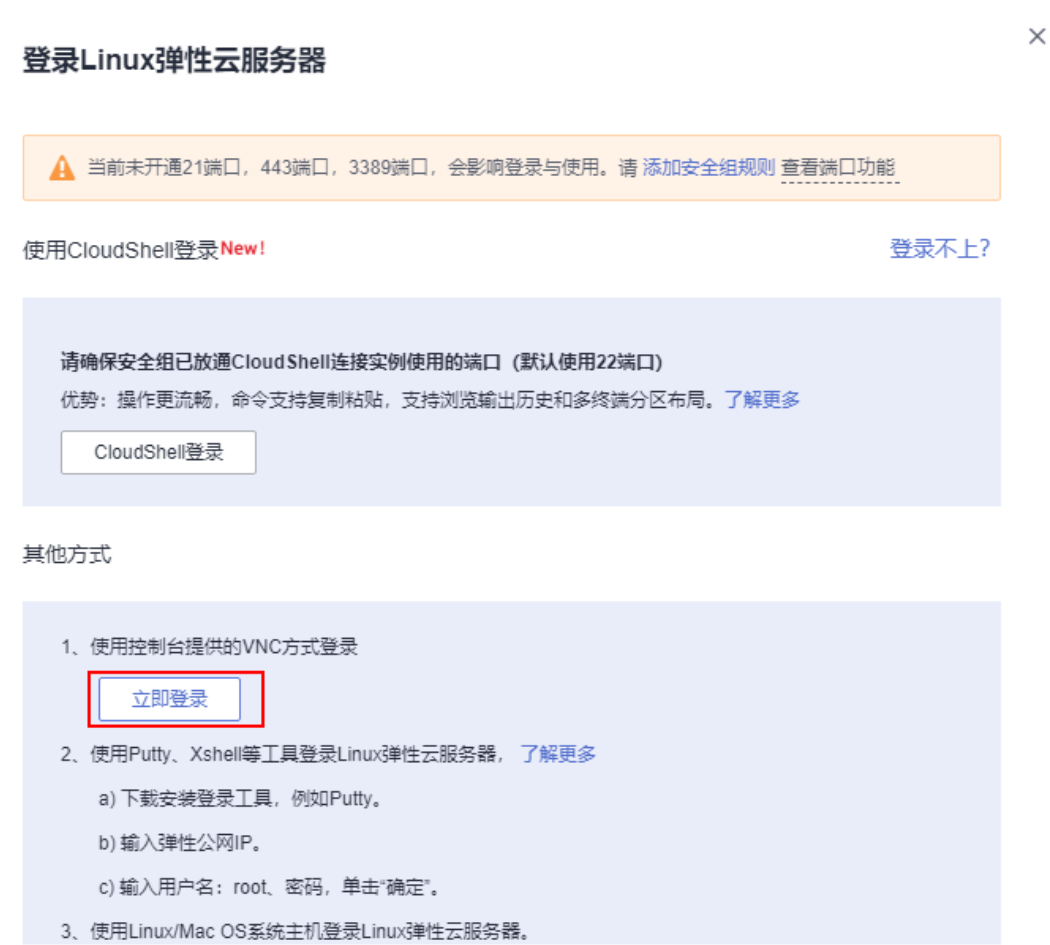 登录Linux弹性云服务器
当前未开通21端口，443端口，3389端口，会影响登录与使用。请 添加安全组规则 查看端口功能
使用CloudShell登录New!
登录不上?
请确保安全组已放通CloudShell连接实例使用的端口（默认使用22端口）
优势：操作更流畅，命令支持复制粘贴，支持浏览输出历史和多终端分区布局。了解更多
CloudShell登录
其他方式
1、使用控制台提供的VNC方式登录
立即登录
2、使用Putty、Xshell等工具登录Linux弹性云服务器， 了解更多
a) 下载安装登录工具，例如Putty。
b) 输入弹性公网IP。
c) 输入用户名：root、密码，单击“确定”。
3、使用Linux/Mac OS系统主机登录Linux弹性云服务器。